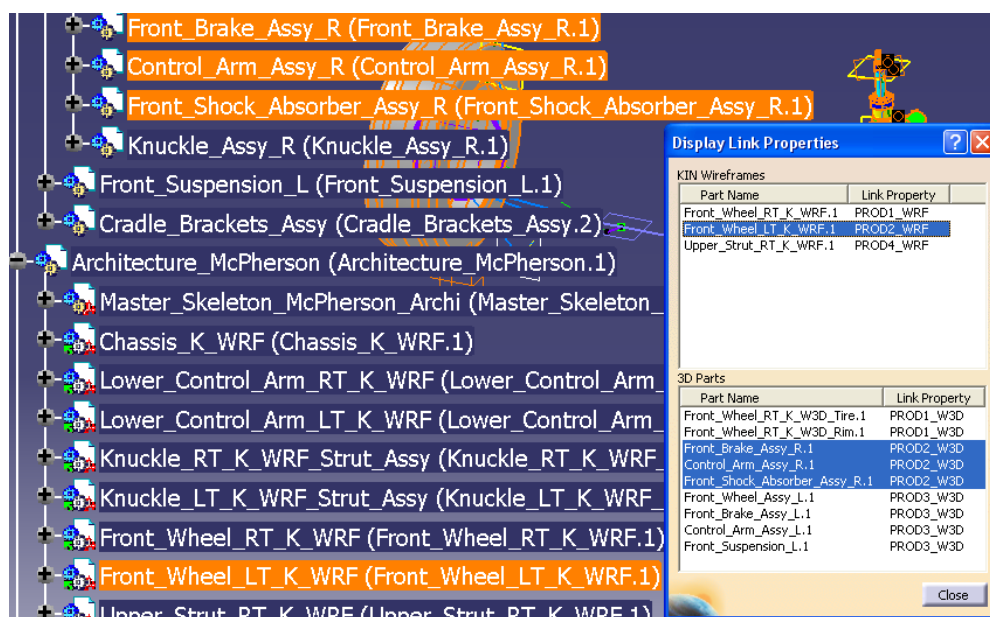 Front_Brake_Assy_R (Front_Brake_Assy_R.1)
Control_Arm_Assy_R (Control_Arm_Assy_R.1)
Front_Shock_Absorber_Assy_R (Front_Shock_Absorber_Assy_R.1)
Knuckle_Assy_R (Knuckle_Assy_R.1)
Front_Suspension_L (Front_Suspension_L.1)
Cradle_Brackets_Assy (Cradle_Brackets_Assy.2)
Architecture_McPherson (Architecture_McPherson.1)
Master_Skeleton_McPherson_Archi (Master_Skeleton_
Chassis_K_WRF (Chassis_K_WRF.1)
Lower_Control_Arm_RT_K_WRF (Lower_Control_Arm_
Lower_Control_Arm_LT_K_WRF (Lower_Control_Arm_
Knuckle_RT_K_WRF_Strut_Assy (Knuckle_RT_K_WRF_
Knuckle_LT_K_WRF_Strut_Assy (Knuckle_LT_K_WRF_
Front_Wheel_RT_K_WRF (Front_Wheel_RT_K_WRF.1)
Front_Wheel_LT_K_WRF (Front_Wheel_LT_K_WRF.1)
Upper_Strut_RT_K_WRF (Upper_Strut_RT_K_WRF.1)
Display Link Properties
KIN Wireframes
Part Name Link Property
Front_Wheel_RT_K_WRF.1 PROD1_WRF
Front_Wheel_LT_K_WRF.1 PROD2_WRF
Upper_Strut_RT_K_WRF.1 PROD4_WRF
3D Parts
Part Name Link Property
Front_Wheel_RT_K_W3D_Tire.1 PROD1_W3D
Front_Wheel_RT_K_W3D_Rim.1 PROD1_W3D
Front_Brake_Assy_R.1 PROD2_W3D
Control_Arm_Assy_R.1 PROD2_W3D
Front_Shock_Absorber_Assy_R.1 PROD2_W3D
Front_Wheel_Assy_L.1 PROD3_W3D
Front_Brake_Assy_L.1 PROD3_W3D
Control_Arm_Assy_L.1 PROD3_W3D
Front_Suspension_L.1 PROD3_W3D
Close